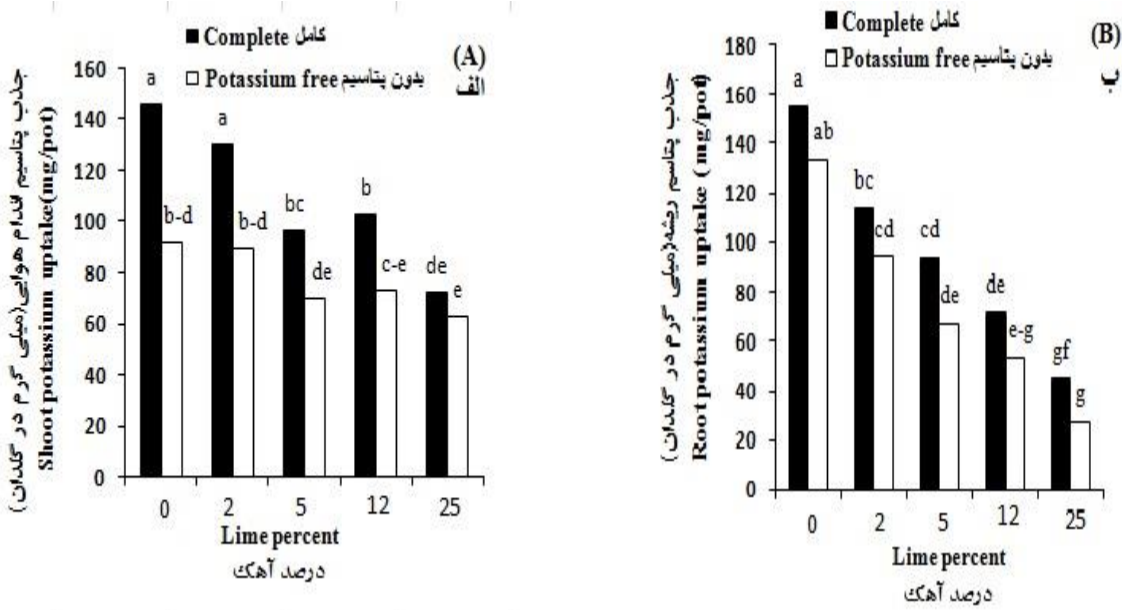 ■ Complete كامل
□ Potassium free بدون پتاسیم
(A)
الف
جذب پتاسیم اندام هوایی(میلی گرم در گلدان)
Shoot potassium uptake(mg/pot)
160
140
120
100
80
60
40
20
0
a
b-d
a
b-d
bc
de
b
c-e
de
e
0 2 5 12 25
Lime percent
درصد آهک
■ Complete كامل
□ Potassium free بدون پتاسیم
(B)
ب
جذب پتاسیم ریشه(میلی گرم در گلدان)
Root potassium uptake (mg/pot)
180
160
140
120
100
80
60
40
20
0
a
ab
bc
cd
cd
de
de
e-g
gf
g
0 2 5 12 25
Lime percent
درصد آهک